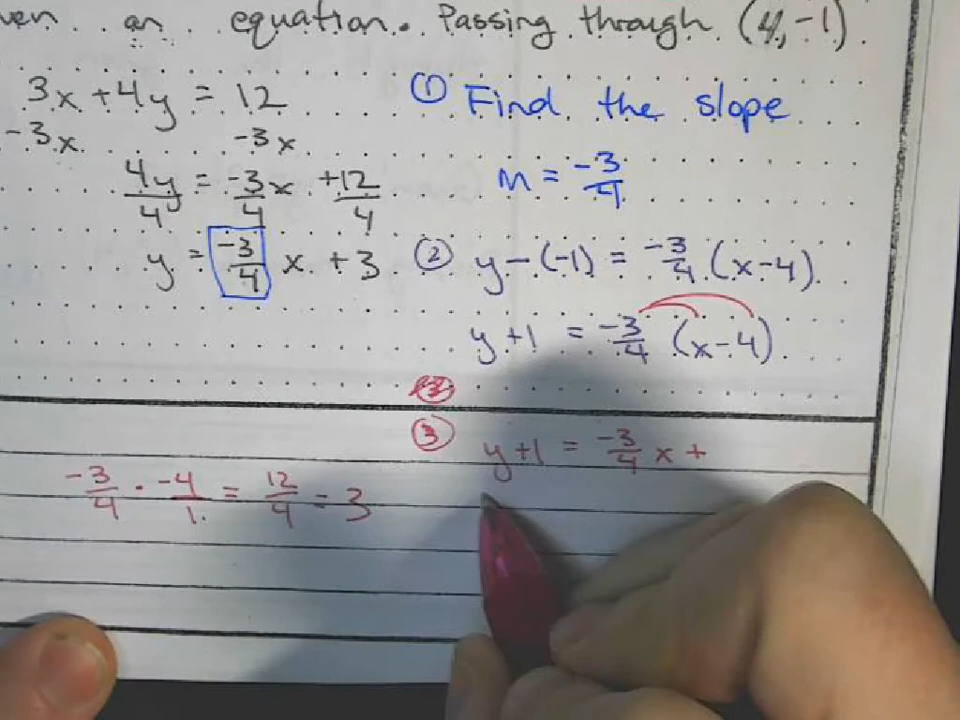 an equation. Passing through (4,-1)
3x + 4y = 12
-3x -3x
4y/4 = -3/4 x + 12/4
y = -3/4 x + 3
① Find the slope
m = -3/4
② y - (-1) = -3/4 (x-4)
y + 1 = -3/4 (x-4)
③ y + 1 = -3/4 x +
-3/4 · -4/1 = 12/4 = 3